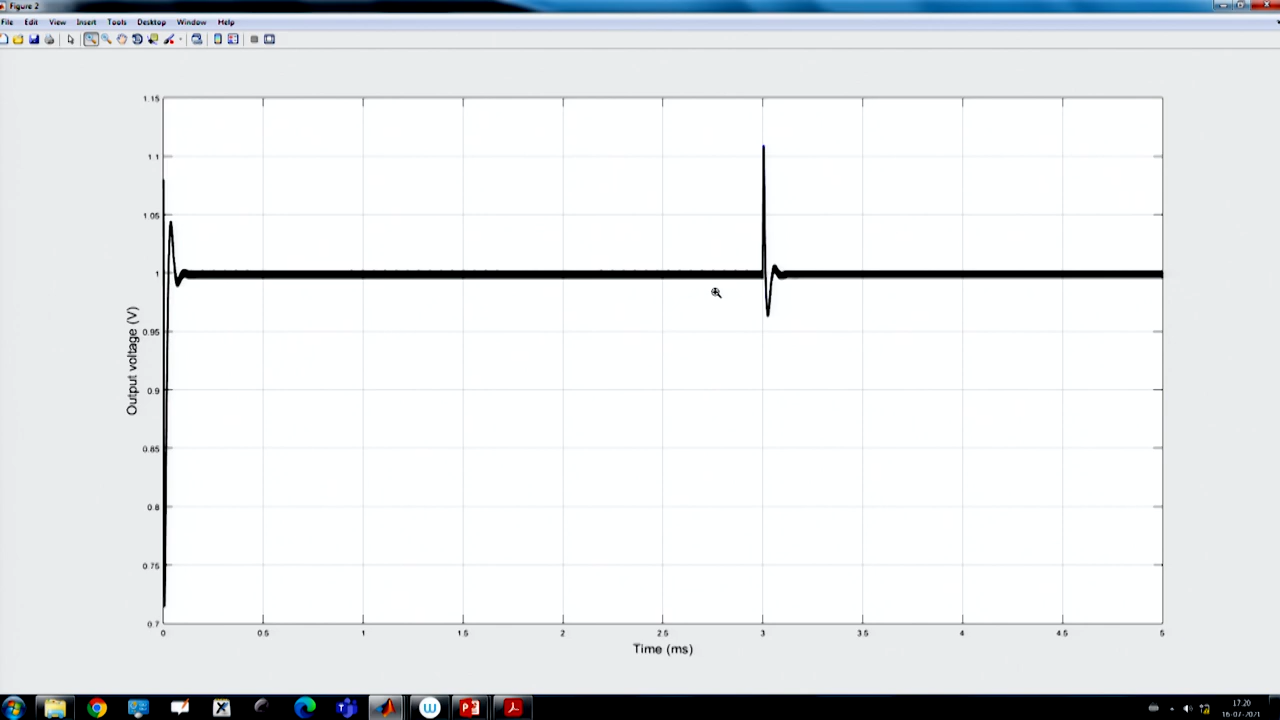 Figure 2
File Edit View Insert Tools Desktop Window Help
1.15
1.1
1.05
1
0.95
0.9
0.85
0.8
0.75
0.7
Output voltage (V)
0 0.5 1 1.5 2 2.5 3 3.5 4 4.5 5
Time (ms)
17:20